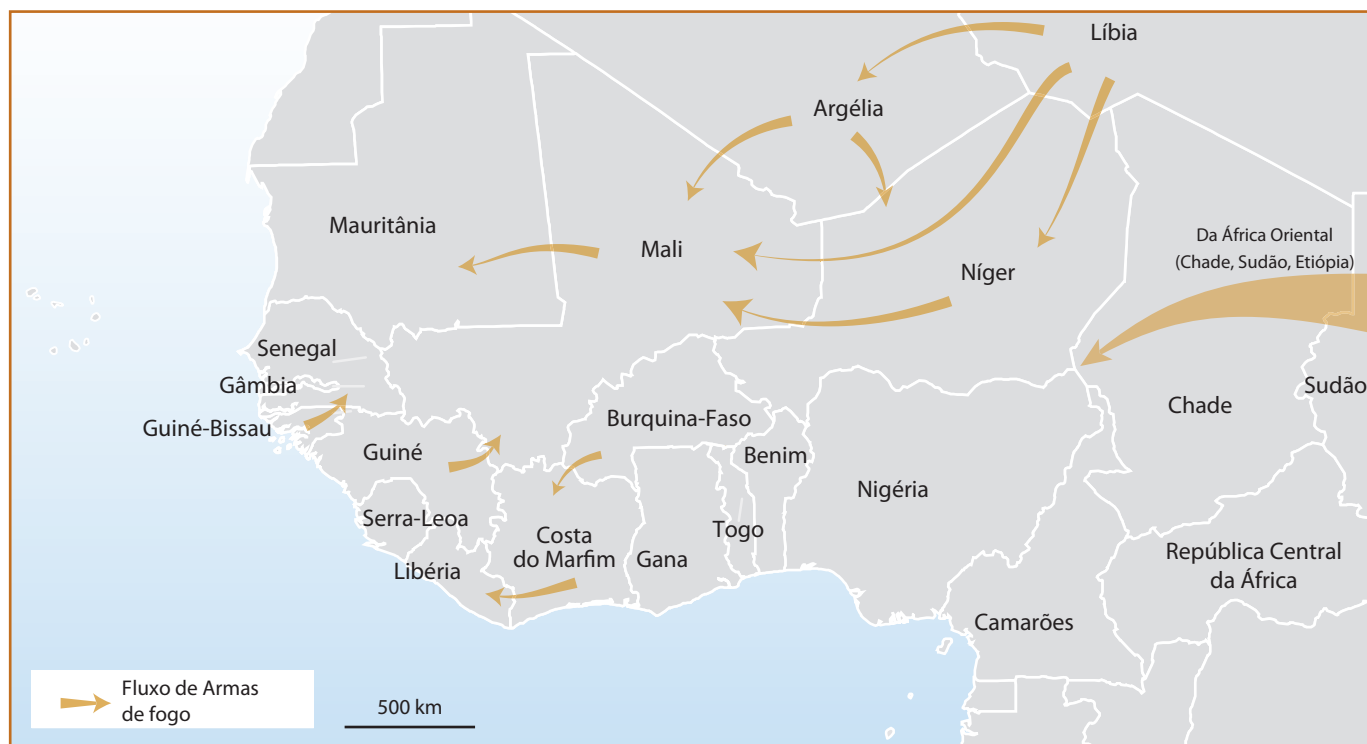 Líbia
Argélia
Mauritânia
Mali
Níger
Da África Oriental
(Chade, Sudão, Etiópia)
Senegal
Gâmbia
Guiné-Bissau
Guiné
Burquina-Faso
Benim
Chade
Sudão
Nigéria
Serra-Leoa
Costa
do Marfim
Togo
Gana
Libéria
República Central
da África
Camarões
Fluxo de Armas
de fogo
500 km